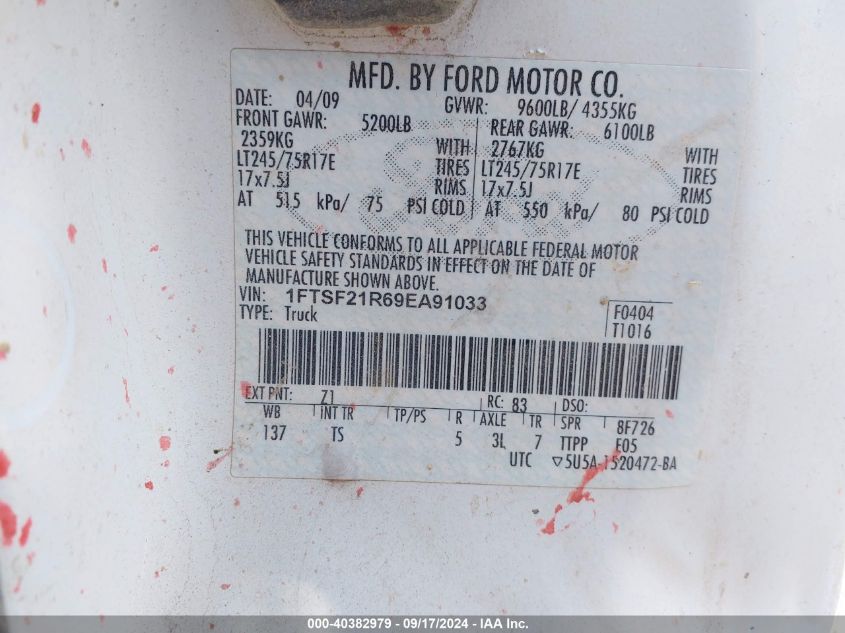 MFD. BY FORD MOTOR CO.
DATE: 04/09 GVWR: 9600LB/ 4355KG
FRONT GAWR: 5200LB REAR GAWR: 6100LB
2359KG WITH 2767KG WITH
LT245/75R17E TIRES LT245/75R17E TIRES
17x7.5J RIMS 17x7.5J RIMS
AT 515 kPa/ 75 PSI COLD AT 550 kPa/ 80 PSI COLD
THIS VEHICLE CONFORMS TO ALL APPLICABLE FEDERAL MOTOR
VEHICLE SAFETY STANDARDS IN EFFECT ON THE DATE OF
MANUFACTURE SHOWN ABOVE.
VIN: 1FTSF21R69EA91033
TYPE: Truck
F0404
T1016
EXT PNT: Z1 RC: 83 DSO:
WB INT TR TP/PS R AXLE TR SPR 8F726
137 TS 5 3L 7 TTPP E05
UTC ▽5U5A-1520472-BA
000-40382979 - 09/17/2024 - IAA Inc.